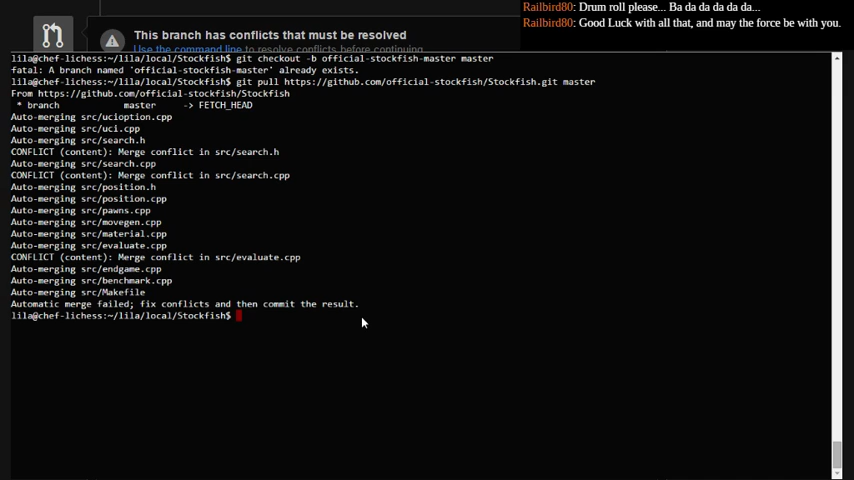 Railbird80: Drum roll please... Ba da da da da da...
Railbird80: Good Luck with all that, and may the force be with you.
This branch has conflicts that must be resolved
Use the command line to resolve conflicts before continuing.
lila@chef-lichess:~/lila/local/Stockfish$ git checkout -b official-stockfish-master master
fatal: A branch named 'official-stockfish-master' already exists.
lila@chef-lichess:~/lila/local/Stockfish$ git pull https://github.com/official-stockfish/Stockfish.git master
From https://github.com/official-stockfish/Stockfish
* branch master -> FETCH_HEAD
Auto-merging src/ucioption.cpp
Auto-merging src/uci.cpp
Auto-merging src/search.h
CONFLICT (content): Merge conflict in src/search.h
Auto-merging src/search.cpp
CONFLICT (content): Merge conflict in src/search.cpp
Auto-merging src/position.h
Auto-merging src/position.cpp
Auto-merging src/pawns.cpp
Auto-merging src/movegen.cpp
Auto-merging src/material.cpp
Auto-merging src/evaluate.cpp
CONFLICT (content): Merge conflict in src/evaluate.cpp
Auto-merging src/endgame.cpp
Auto-merging src/benchmark.cpp
Auto-merging src/Makefile
Automatic merge failed; fix conflicts and then commit the result.
lila@chef-lichess:~/lila/local/Stockfish$